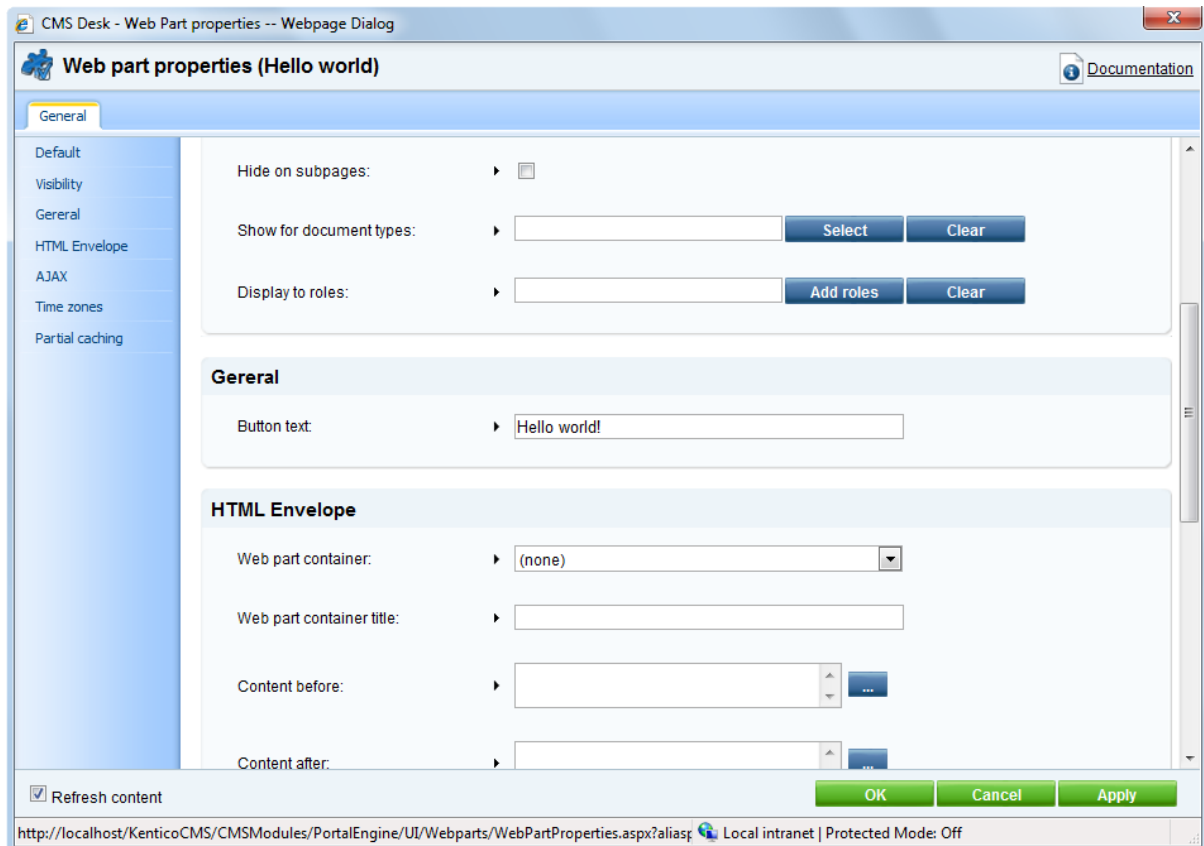 CMS Desk - Web Part properties -- Webpage Dialog
Web part properties (Hello world)
Documentation
General
Default
Visibility
Gereral
HTML Envelope
AJAX
Time zones
Partial caching
Hide on subpages:
Show for document types:
Select
Clear
Display to roles:
Add roles
Clear
Gereral
Button text:
Hello world!
HTML Envelope
Web part container:
(none)
Web part container title:
Content before:
...
Content after:
...
Refresh content
OK
Cancel
Apply
http://localhost/KenticoCMS/CMSModules/PortalEngine/UI/Webparts/WebPartProperties.aspx?aliasp
Local intranet | Protected Mode: Off